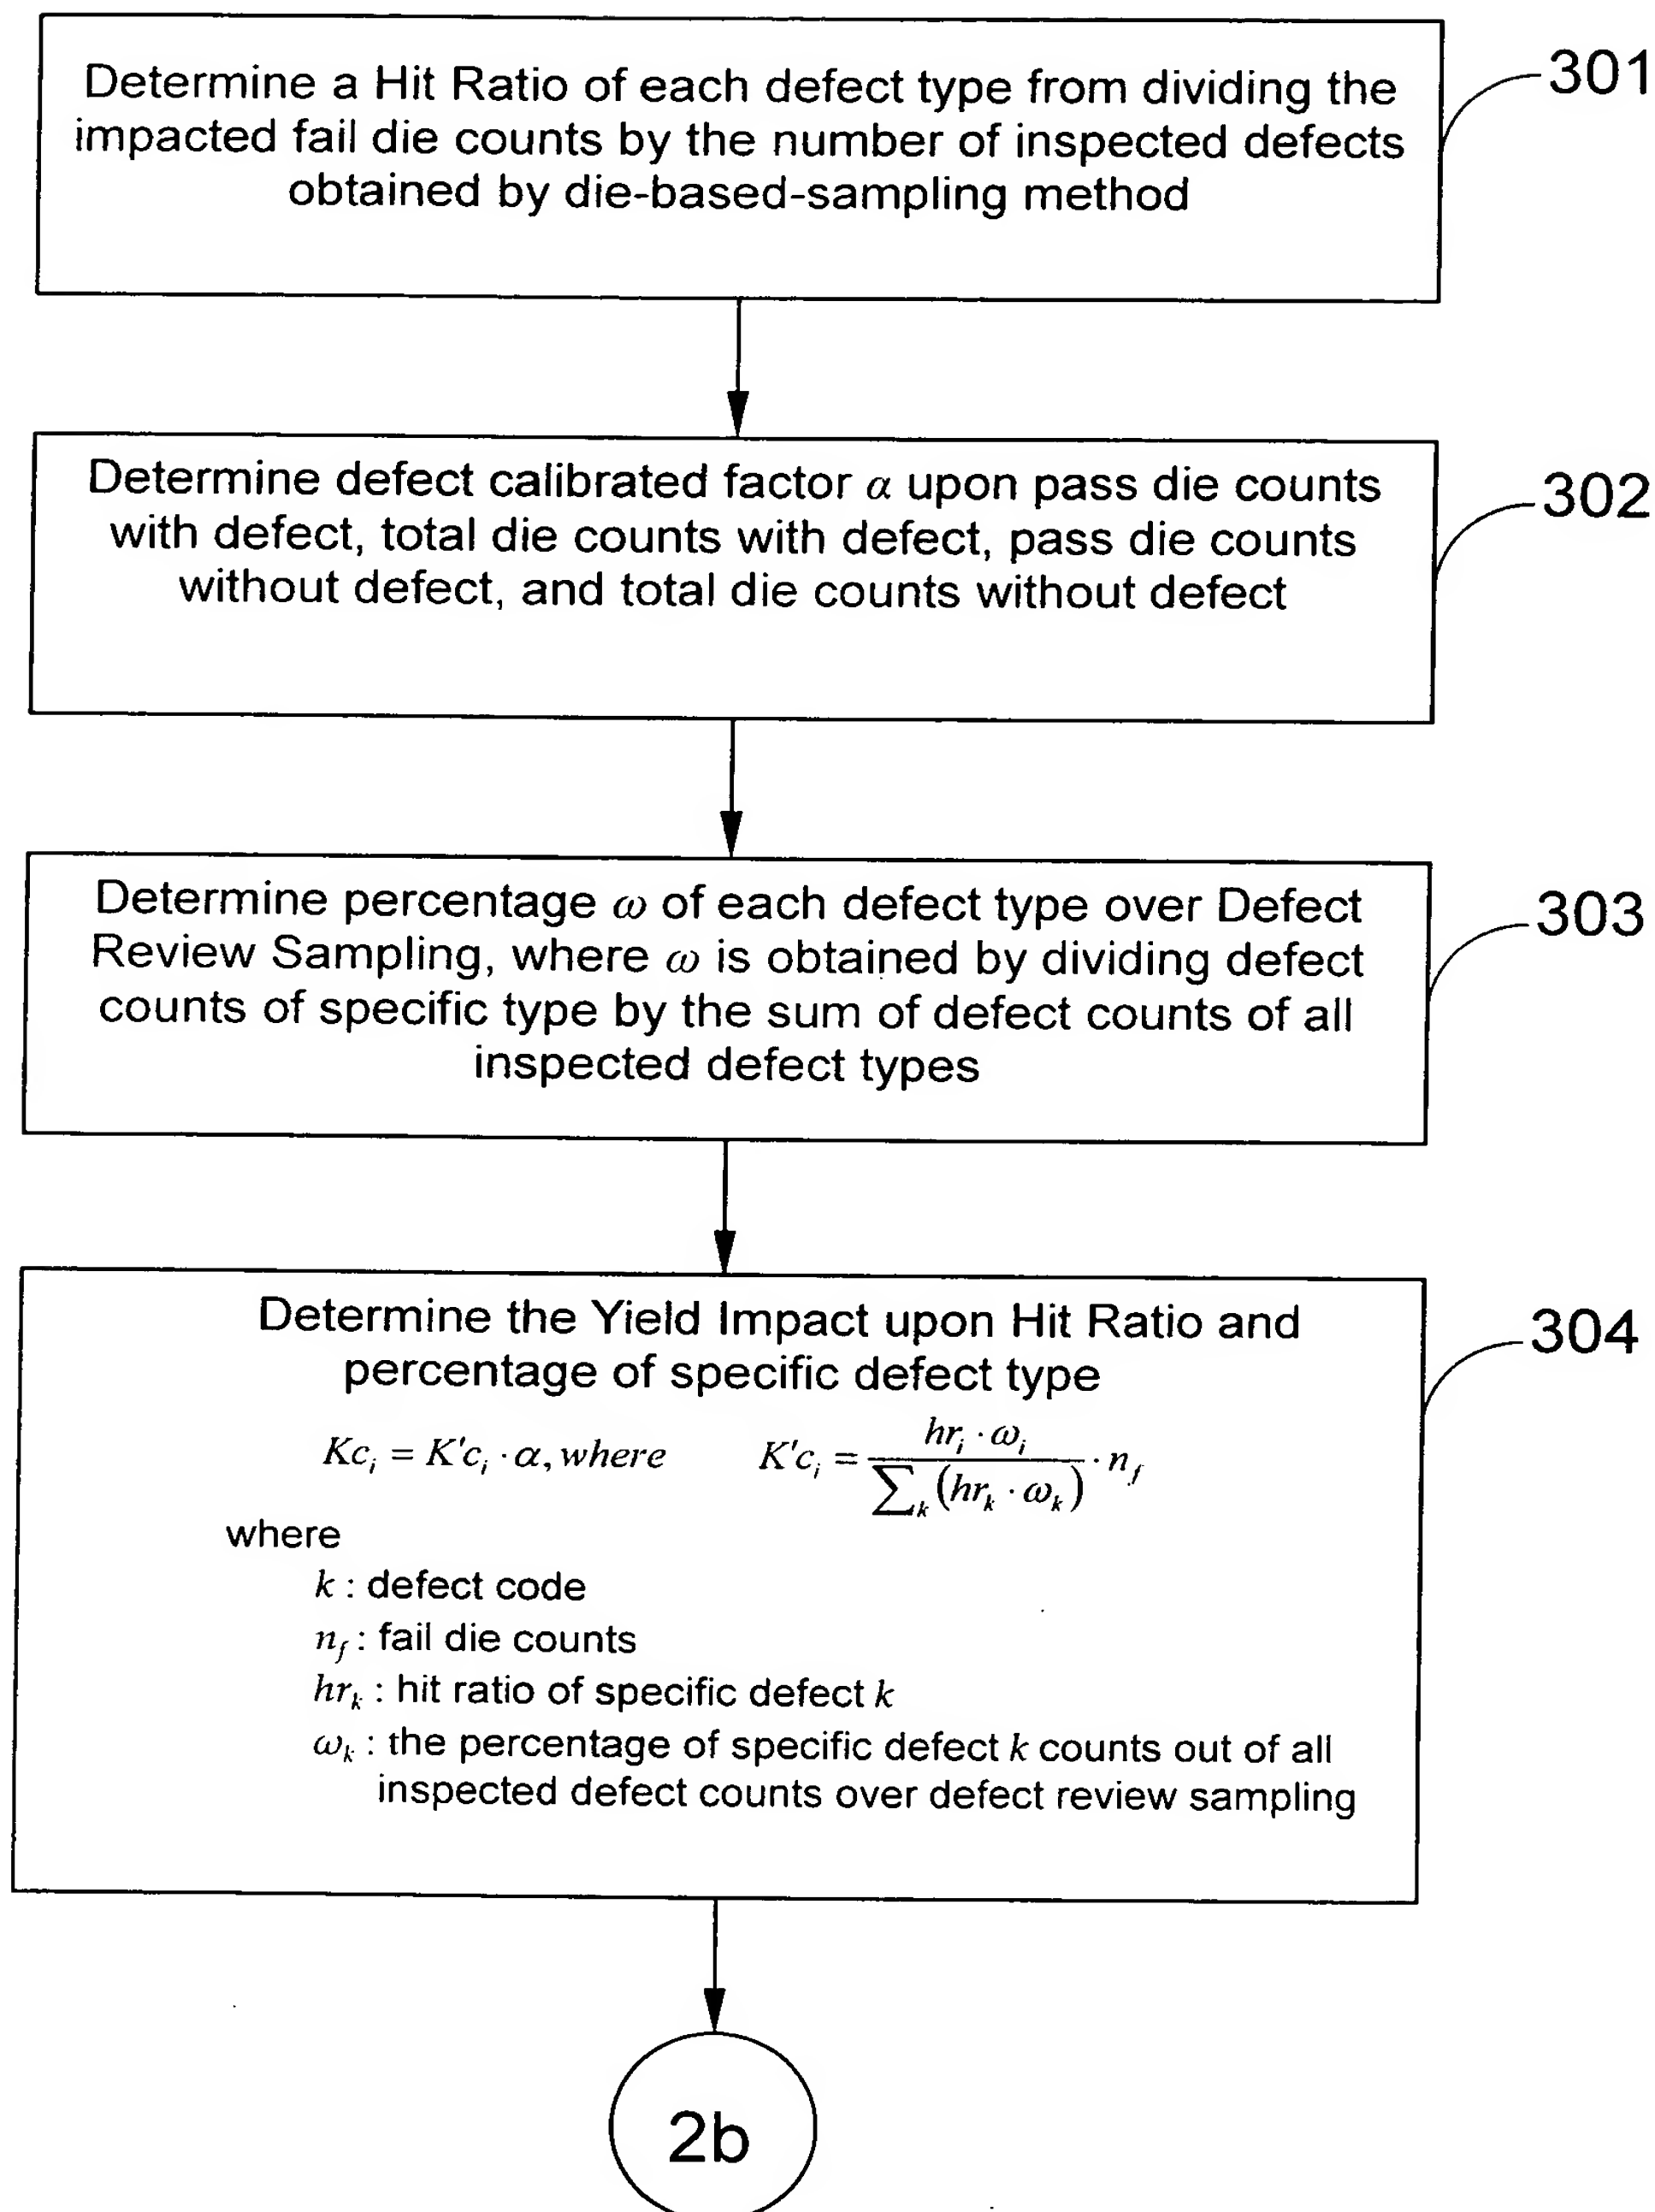 Determine a Hit Ratio of each defect type from dividing the
impacted fail die counts by the number of inspected defects
obtained by die-based-sampling method
301
Determine defect calibrated factor α upon pass die counts
with defect, total die counts with defect, pass die counts
without defect, and total die counts without defect
302
Determine percentage ω of each defect type over Defect
Review Sampling, where ω is obtained by dividing defect
counts of specific type by the sum of defect counts of all
inspected defect types
303
Determine the Yield Impact upon Hit Ratio and
percentage of specific defect type
304
Kc_i = K'c_i · α, where K'c_i = \frac{hr_i · ω_i}{∑_k (hr_k · ω_k)} · n_f
where
k : defect code
n_f : fail die counts
hr_k : hit ratio of specific defect k
ω_k : the percentage of specific defect k counts out of all
inspected defect counts over defect review sampling
2b